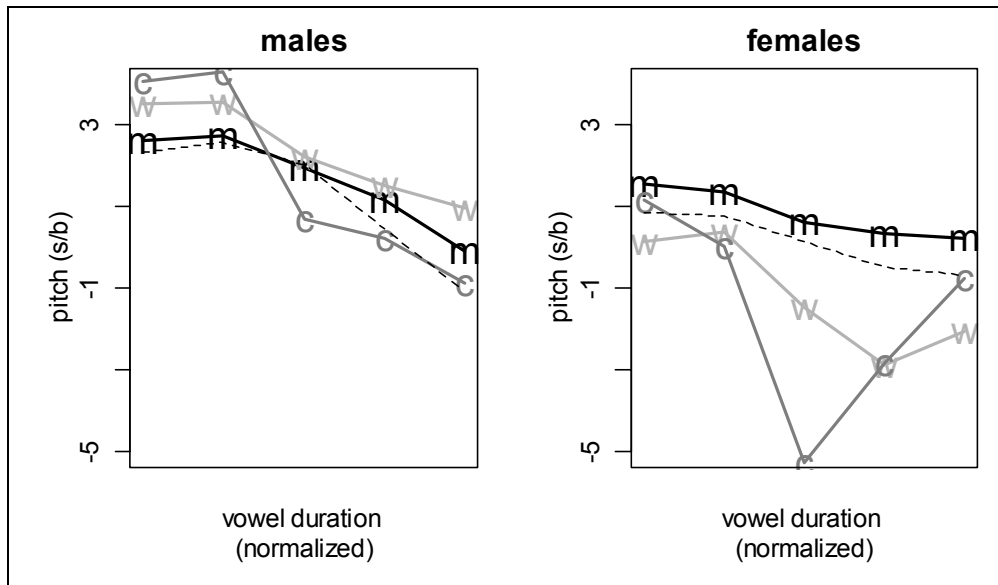 males
pitch (s/b)
3
-1
-5
c c c c c
w w w w w
m m m m m
vowel duration
(normalized)
females
pitch (s/b)
3
-1
-5
m m m m m
c c c c c
w w w w w
vowel duration
(normalized)